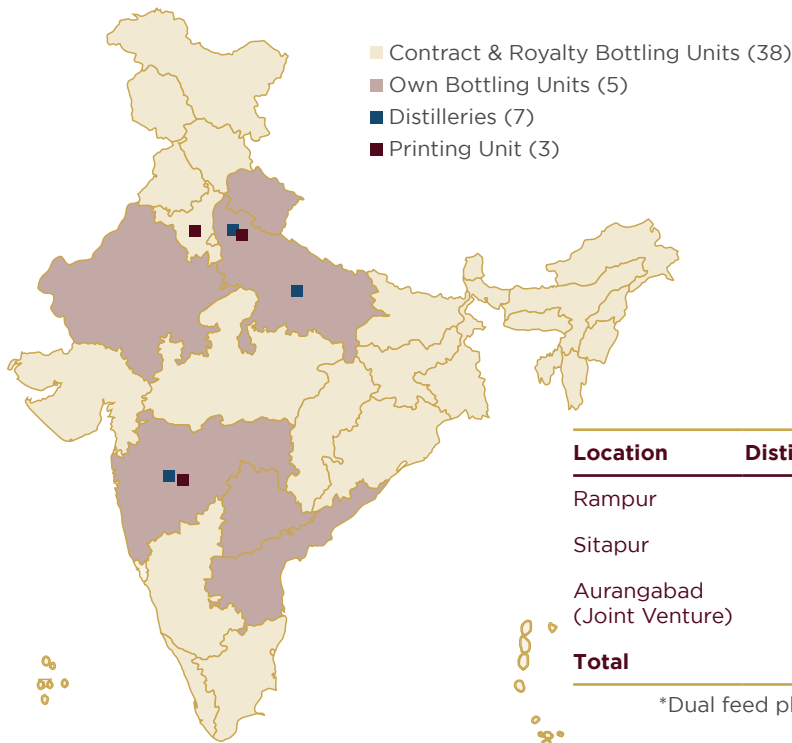 Contract & Royalty Bottling Units (38)
Own Bottling Units (5)
Distilleries (7)
Printing Unit (3)
Location
Rampur
Sitapur
Aurangabad
(Joint Venture)
Total
*Dual feed